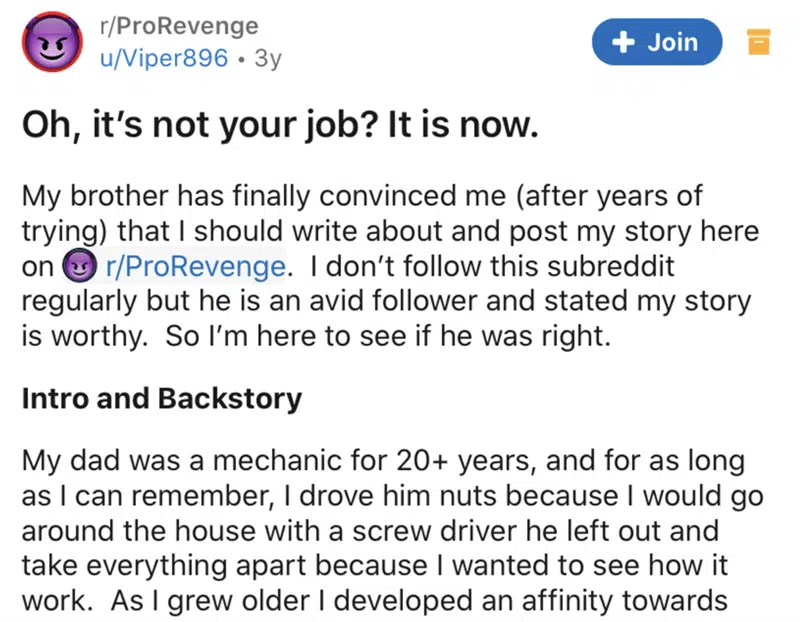 r/ProRevenge
u/Viper896 • 3y
+ Join
Oh, it's not your job? It is now.
My brother has finally convinced me (after years of
trying) that I should write about and post my story here
on r/ProRevenge.  I don't follow this subreddit
regularly but he is an avid follower and stated my story
is worthy.  So I'm here to see if he was right.
Intro and Backstory
My dad was a mechanic for 20+ years, and for as long
as I can remember, I drove him nuts because I would go
around the house with a screw driver he left out and
take everything apart because I wanted to see how it
work.  As I grew older I developed an affinity towards